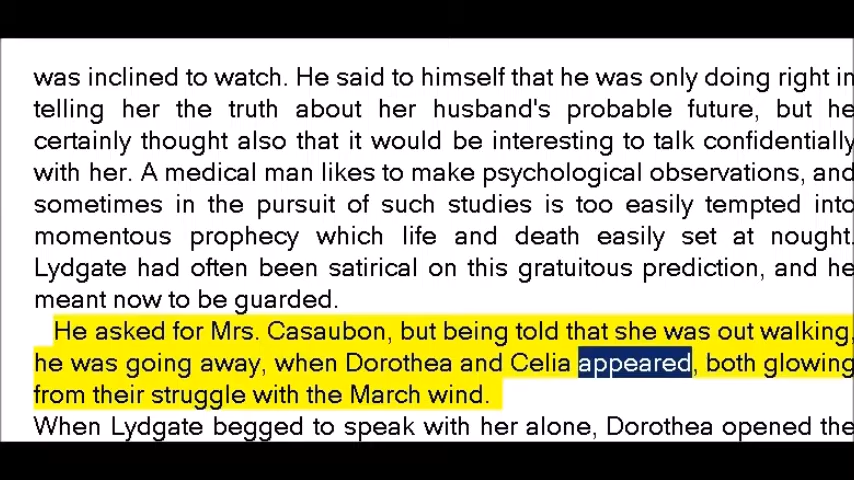 was inclined to watch. He said to himself that he was only doing right in
telling her the truth about her husband's probable future, but he
certainly thought also that it would be interesting to talk confidentially
with her. A medical man likes to make psychological observations, and
sometimes in the pursuit of such studies is too easily tempted into
momentous prophecy which life and death easily set at nought.
Lydgate had often been satirical on this gratuitous prediction, and he
meant now to be guarded.
He asked for Mrs. Casaubon, but being told that she was out walking,
he was going away, when Dorothea and Celia appeared, both glowing
from their struggle with the March wind.
When Lydgate begged to speak with her alone, Dorothea opened the